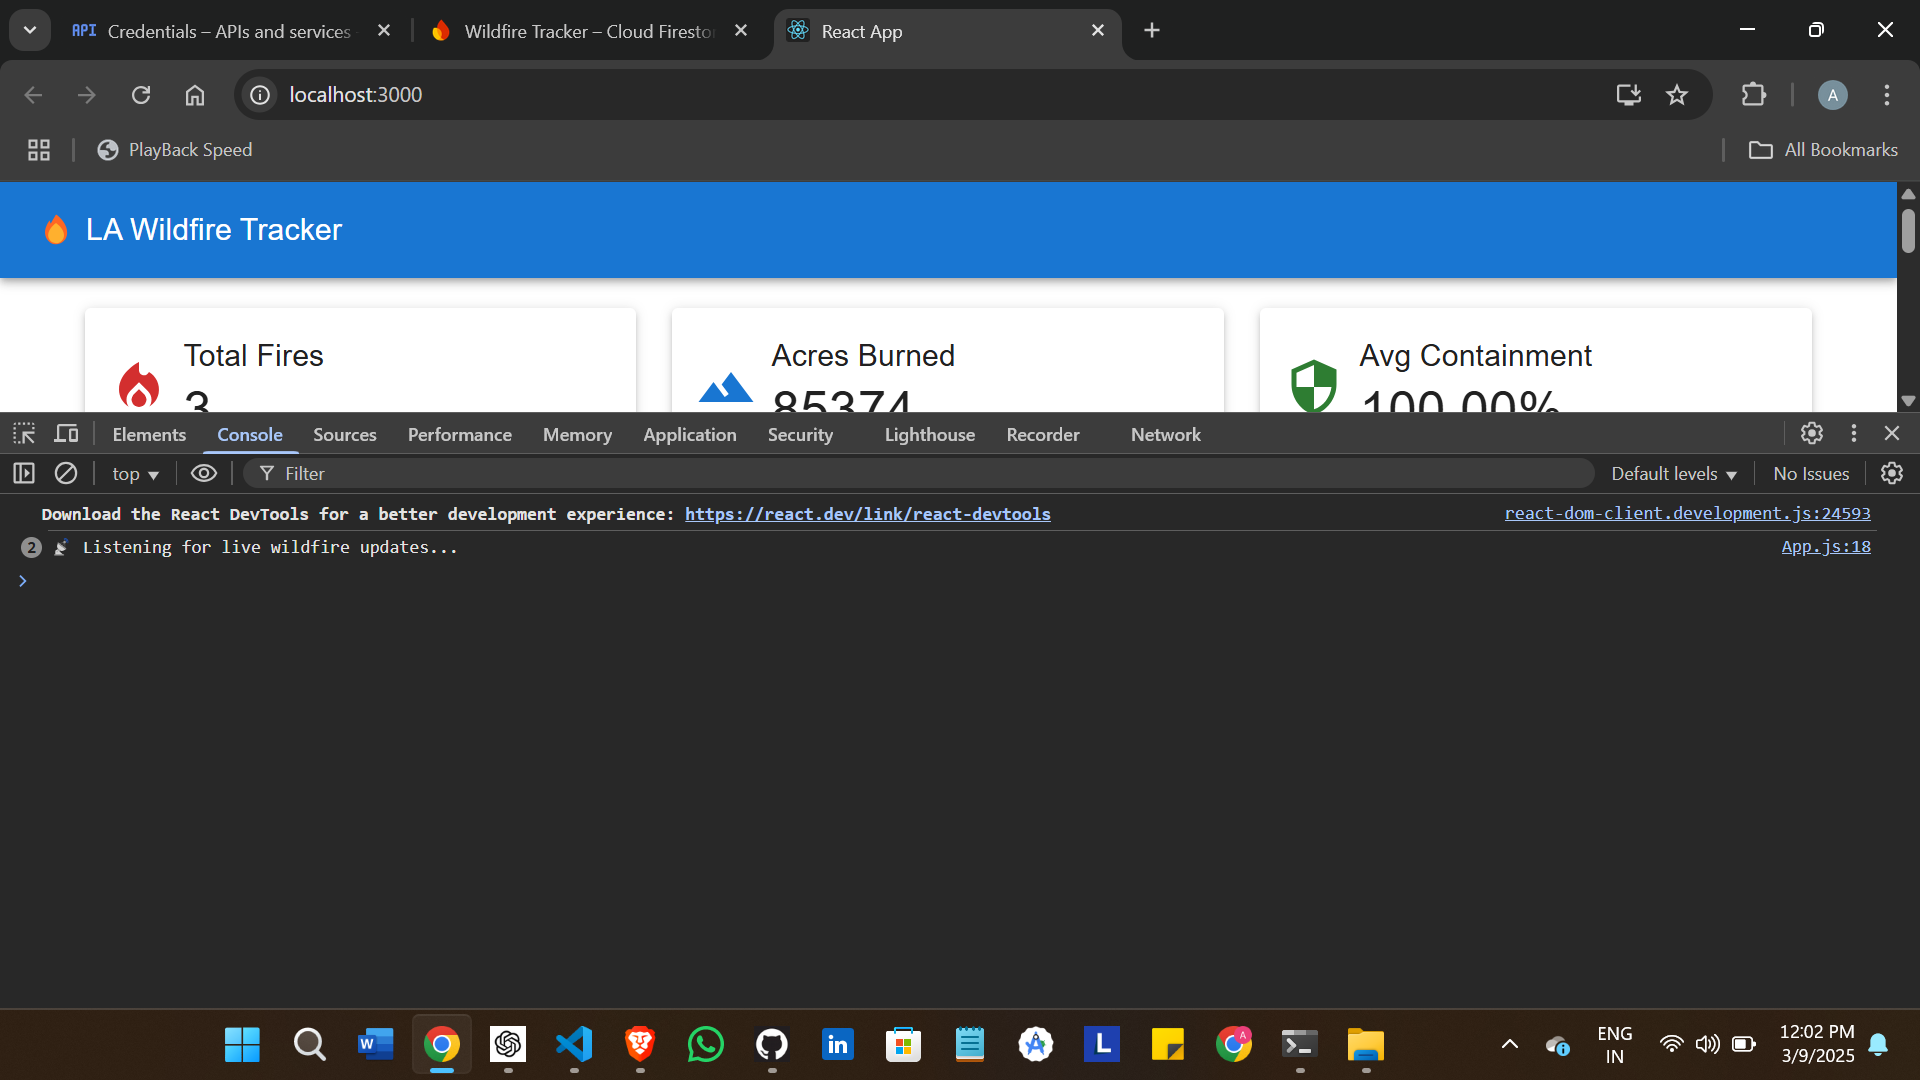 API Credentials – APIs and services
Wildfire Tracker – Cloud Firesto
React App
localhost:3000
A
PlayBack Speed
All Bookmarks
LA Wildfire Tracker
Total Fires
3
Acres Burned
85374
Avg Containment
100.00%
Elements Console Sources Performance Memory Application Security Lighthouse Recorder Network
top
Filter
Default levels
No Issues
Download the React DevTools for a better development experience: https://react.dev/link/react-devtools
react-dom-client.development.js:24593
2 Listening for live wildfire updates...
App.js:18
W
in
L
A
ENG
IN
12:02 PM
3/9/2025